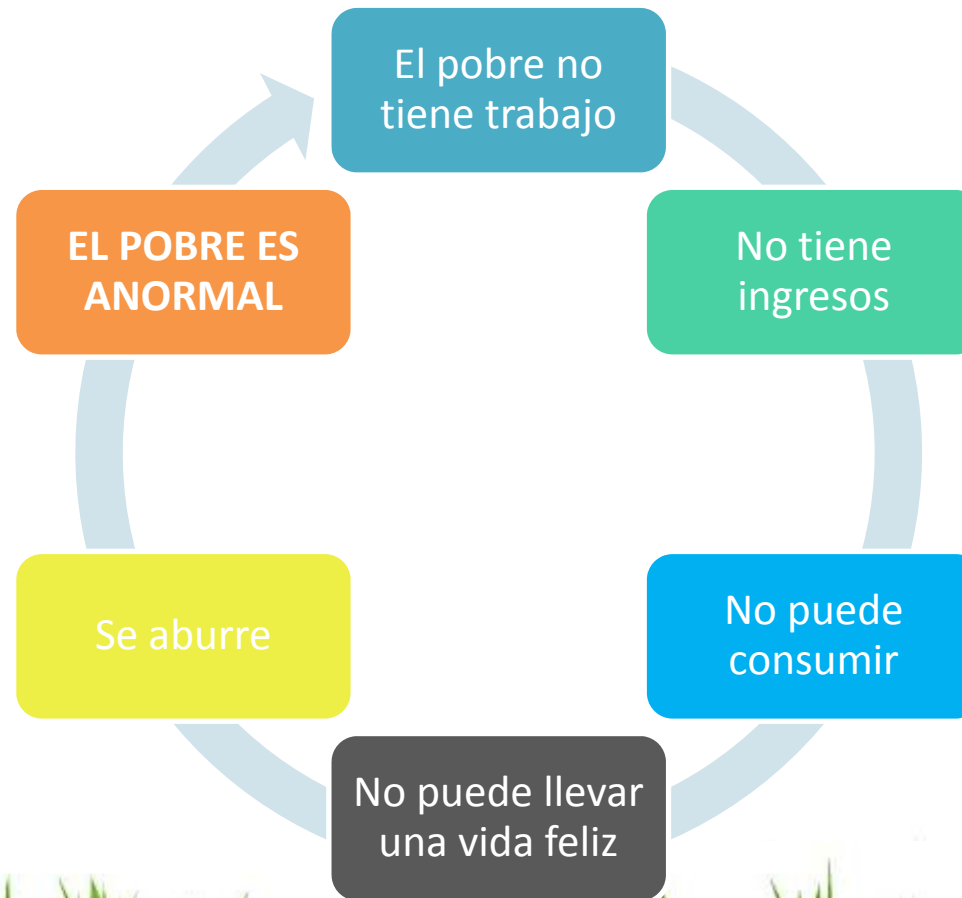 El pobre no
tiene trabajo
No tiene
ingresos
No puede
consumir
No puede llevar
una vida feliz
Se aburre
EL POBRE ES
ANORMAL